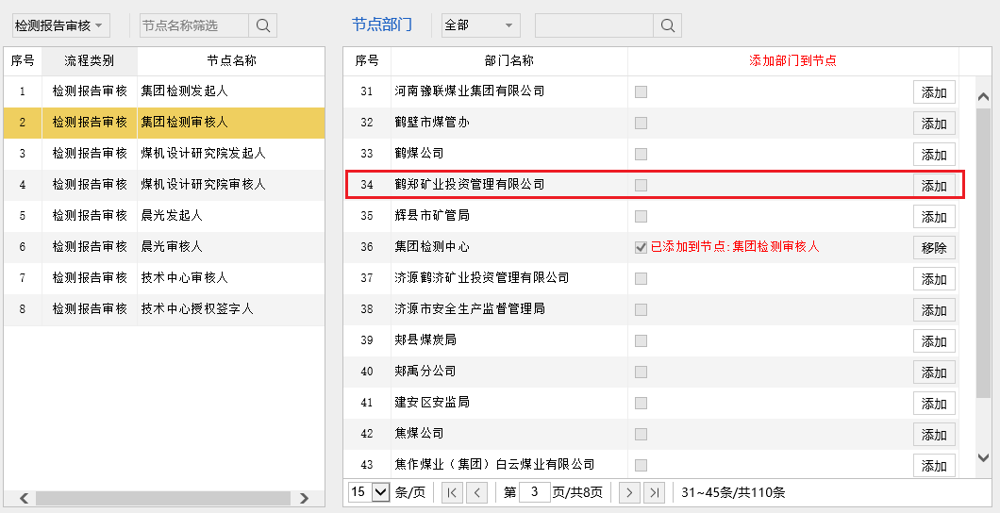 检测报告审核 节点名称筛选 节点部门 全部
序号 流程类别 节点名称
1 检测报告审核 集团检测发起人
2 检测报告审核 集团检测审核人
3 检测报告审核 煤机设计研究院发起人
4 检测报告审核 煤机设计研究院审核人
5 检测报告审核 晨光发起人
6 检测报告审核 晨光审核人
7 检测报告审核 技术中心审核人
8 检测报告审核 技术中心授权签字人
序号 部门名称 添加部门到节点
31 河南豫联煤业集团有限公司 添加
32 鹤壁市煤管办 添加
33 鹤煤公司 添加
34 鹤郑矿业投资管理有限公司 添加
35 辉县市矿管局 添加
36 集团检测中心 已添加到节点:集团检测审核人 移除
37 济源鹤济矿业投资管理有限公司 添加
38 济源市安全生产监督管理局 添加
39 郏县煤炭局 添加
40 郏禹分公司 添加
41 建安区安监局 添加
42 焦煤公司 添加
43 焦作煤业（集团）白云煤业有限公司 添加
15 条/页 第 3 页/共8页 31~45条/共110条